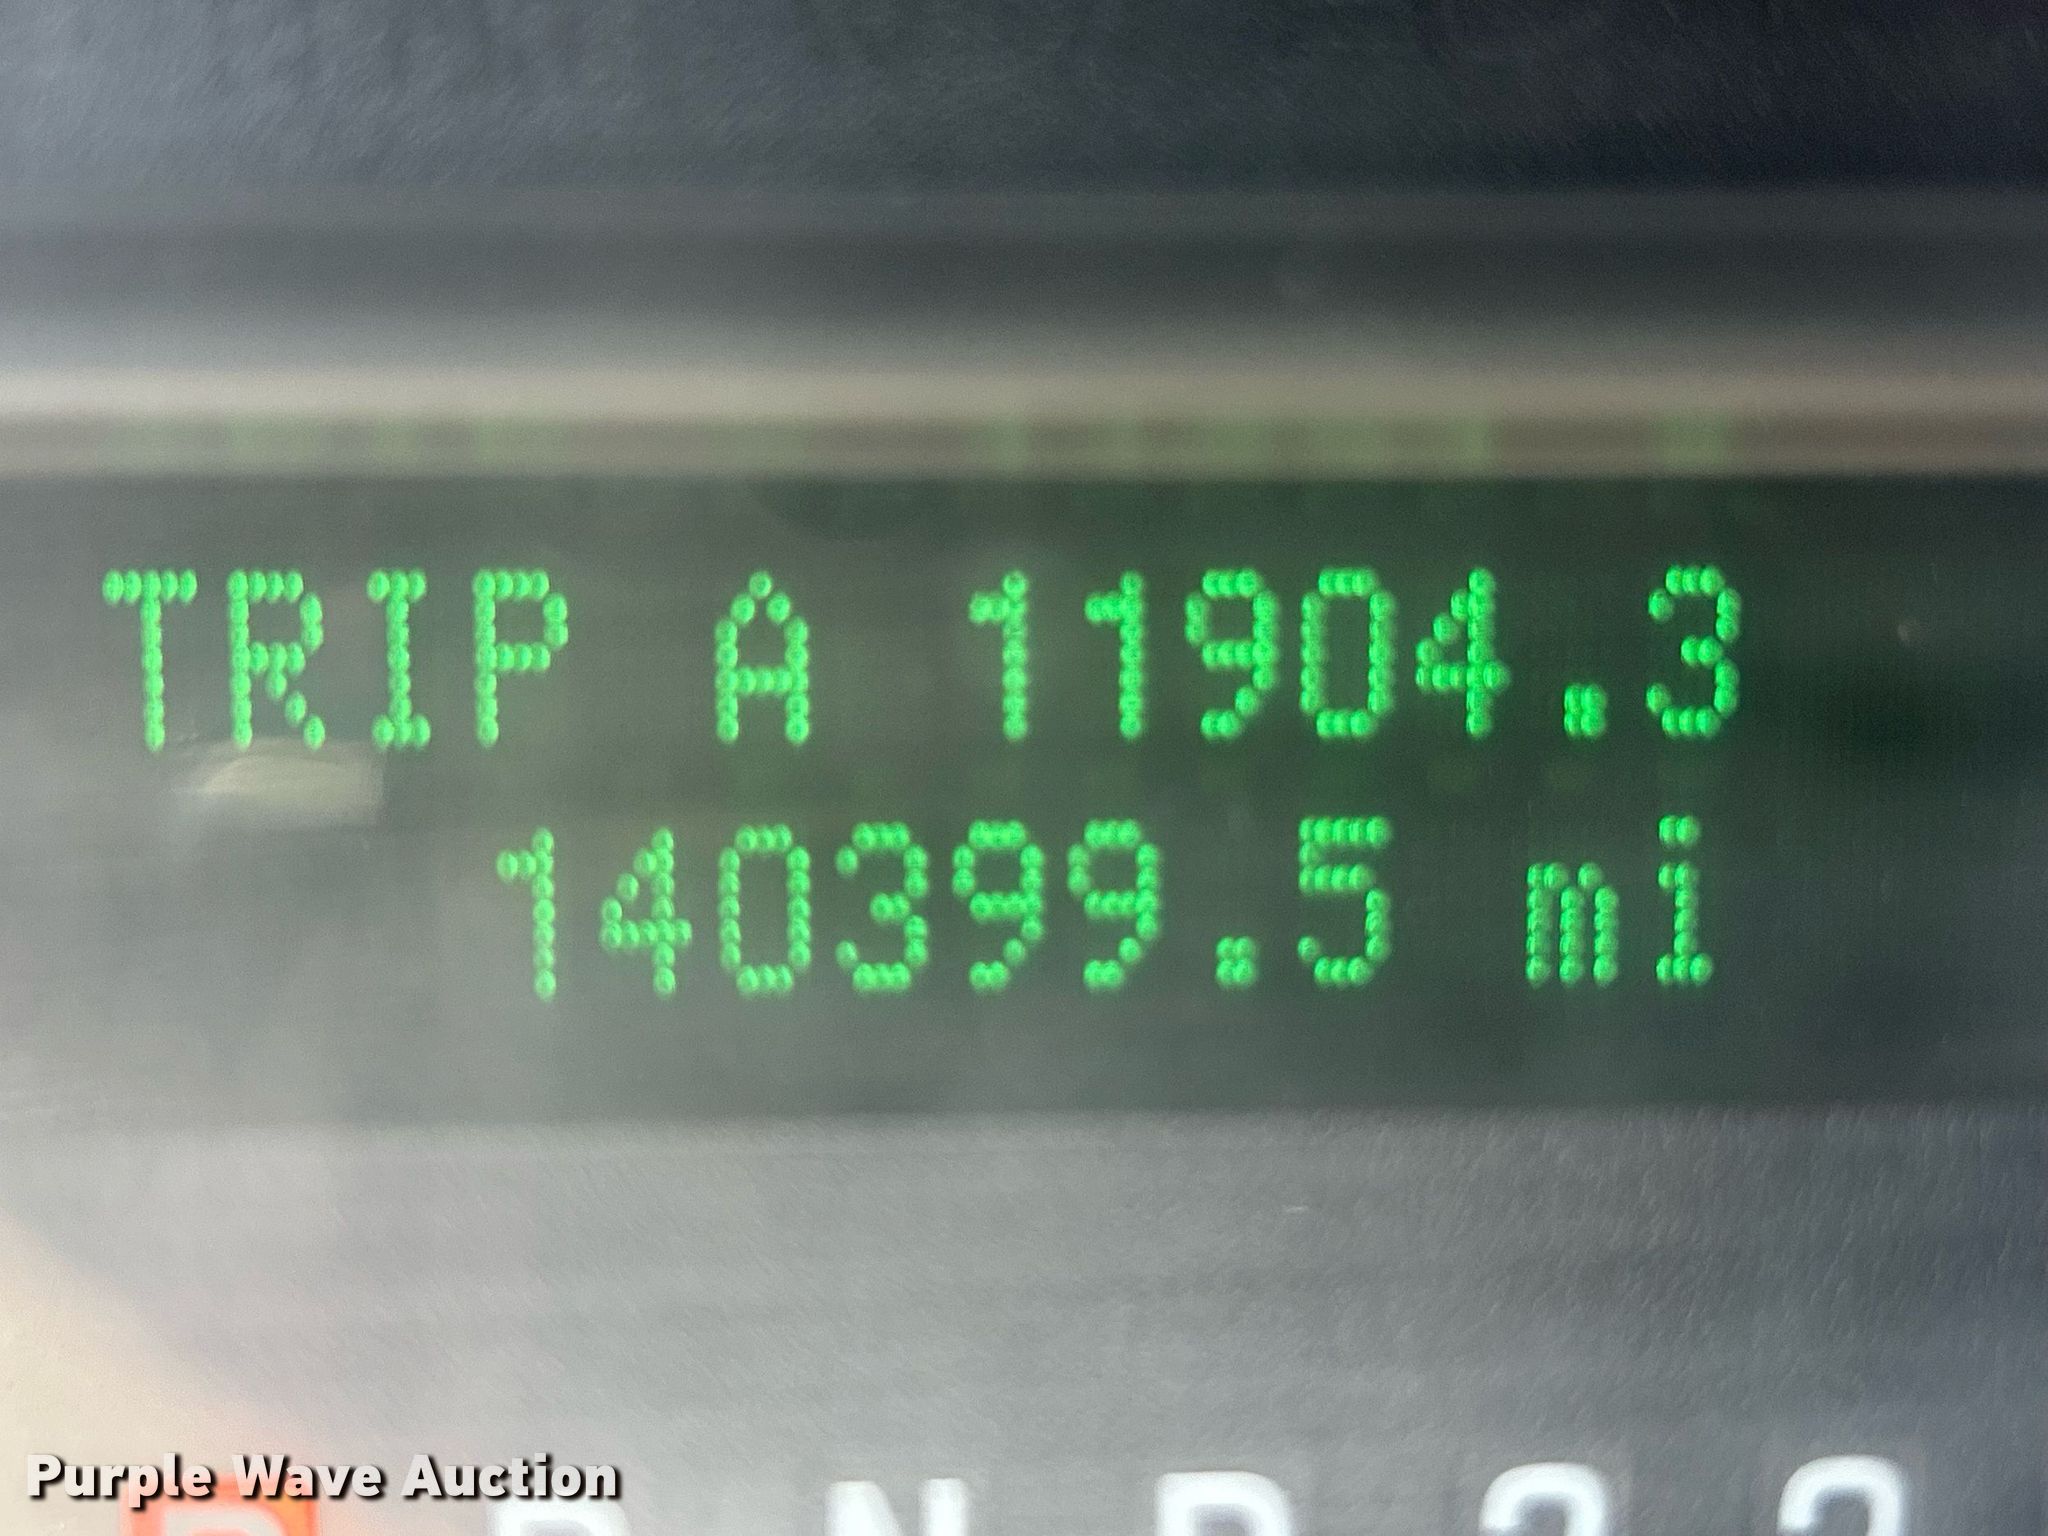 TRIP A 11904.3
140399.5 mi
Purple Wave Auction